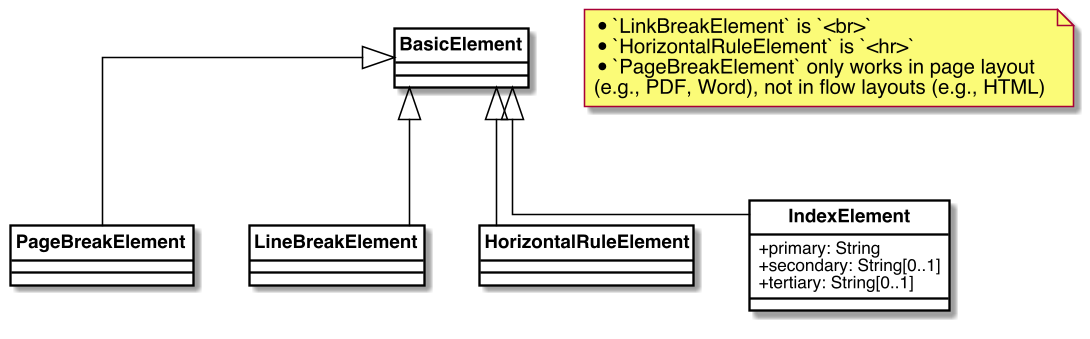 BasicElement
• `LinkBreakElement` is `<br>`
• `HorizontalRuleElement` is `<hr>`
• `PageBreakElement` only works in page layout
(e.g., PDF, Word), not in flow layouts (e.g., HTML)
PageBreakElement
LineBreakElement
HorizontalRuleElement
IndexElement
+primary: String
+secondary: String[0..1]
+tertiary: String[0..1]